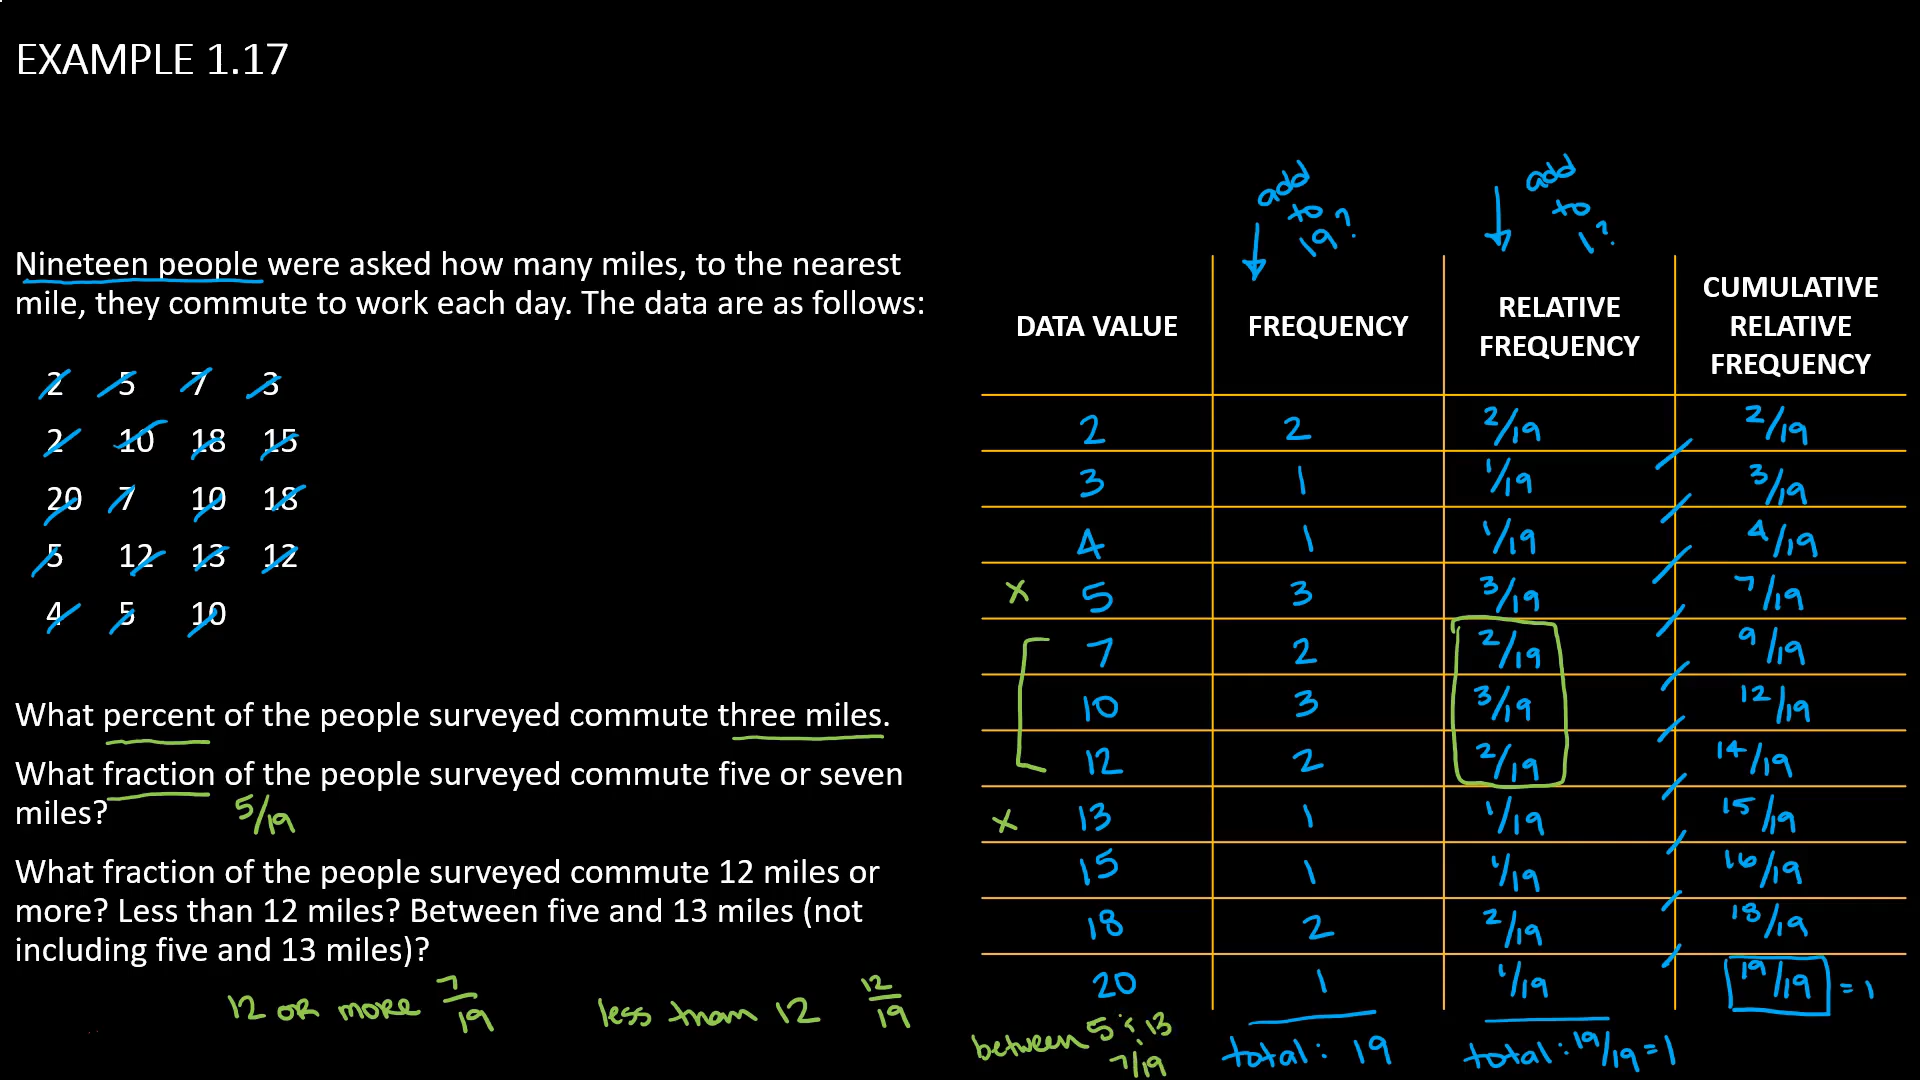 EXAMPLE 1.17
Nineteen people were asked how many miles, to the nearest
mile, they commute to work each day. The data are as follows:
2 5 7 3
2 10 18 15
20 7 10 18
5 12 13 12
4 5 10
What percent of the people surveyed commute three miles.
What fraction of the people surveyed commute five or seven
miles? 5/19
What fraction of the people surveyed commute 12 miles or
more? Less than 12 miles? Between five and 13 miles (not
including five and 13 miles)?
12 or more 7/19 less than 12 12/19
add
to
19?
add
to
1?
DATA VALUE FREQUENCY RELATIVE FREQUENCY CUMULATIVE RELATIVE FREQUENCY
2 2 2/19 2/19
3 1 1/19 3/19
4 1 1/19 4/19
x 5 3 3/19 7/19
7 2 2/19 9/19
10 3 3/19 12/19
12 2 2/19 14/19
x 13 1 1/19 15/19
15 1 1/19 16/19
18 2 2/19 18/19
20 1 1/19 19/19 = 1
between 5 & 13
7/19
total: 19 total: 19/19 = 1